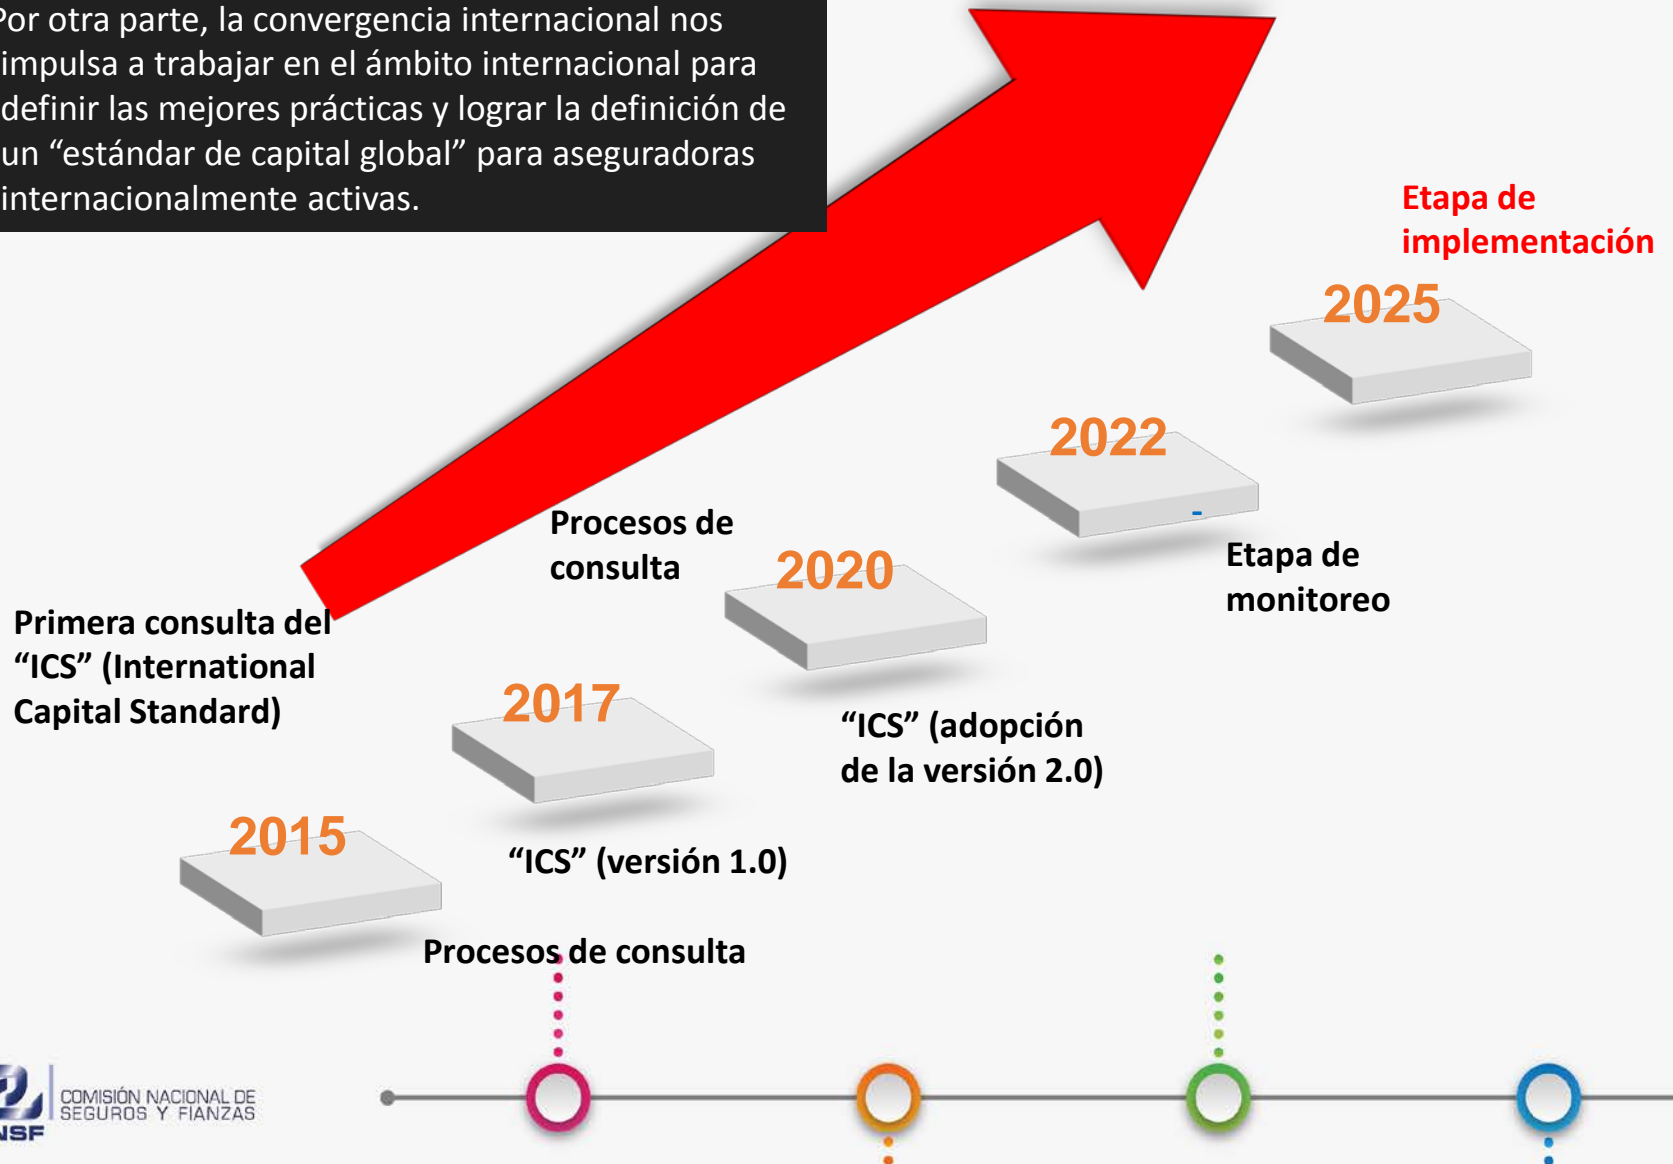 Por otra parte, la convergencia internacional nos
impulsa a trabajar en el ámbito internacional para
definir las mejores prácticas y lograr la definición de
un “estándar de capital global” para aseguradoras
internacionalmente activas.
Etapa de
implementación
2025
2022
Etapa de
monitoreo
Procesos de
consulta
2020
“ICS” (adopción
de la versión 2.0)
Primera consulta del
“ICS” (International
Capital Standard)
2017
“ICS” (versión 1.0)
2015
Procesos de consulta
COMISIÓN NACIONAL DE
SEGUROS Y FIANZAS
NSF